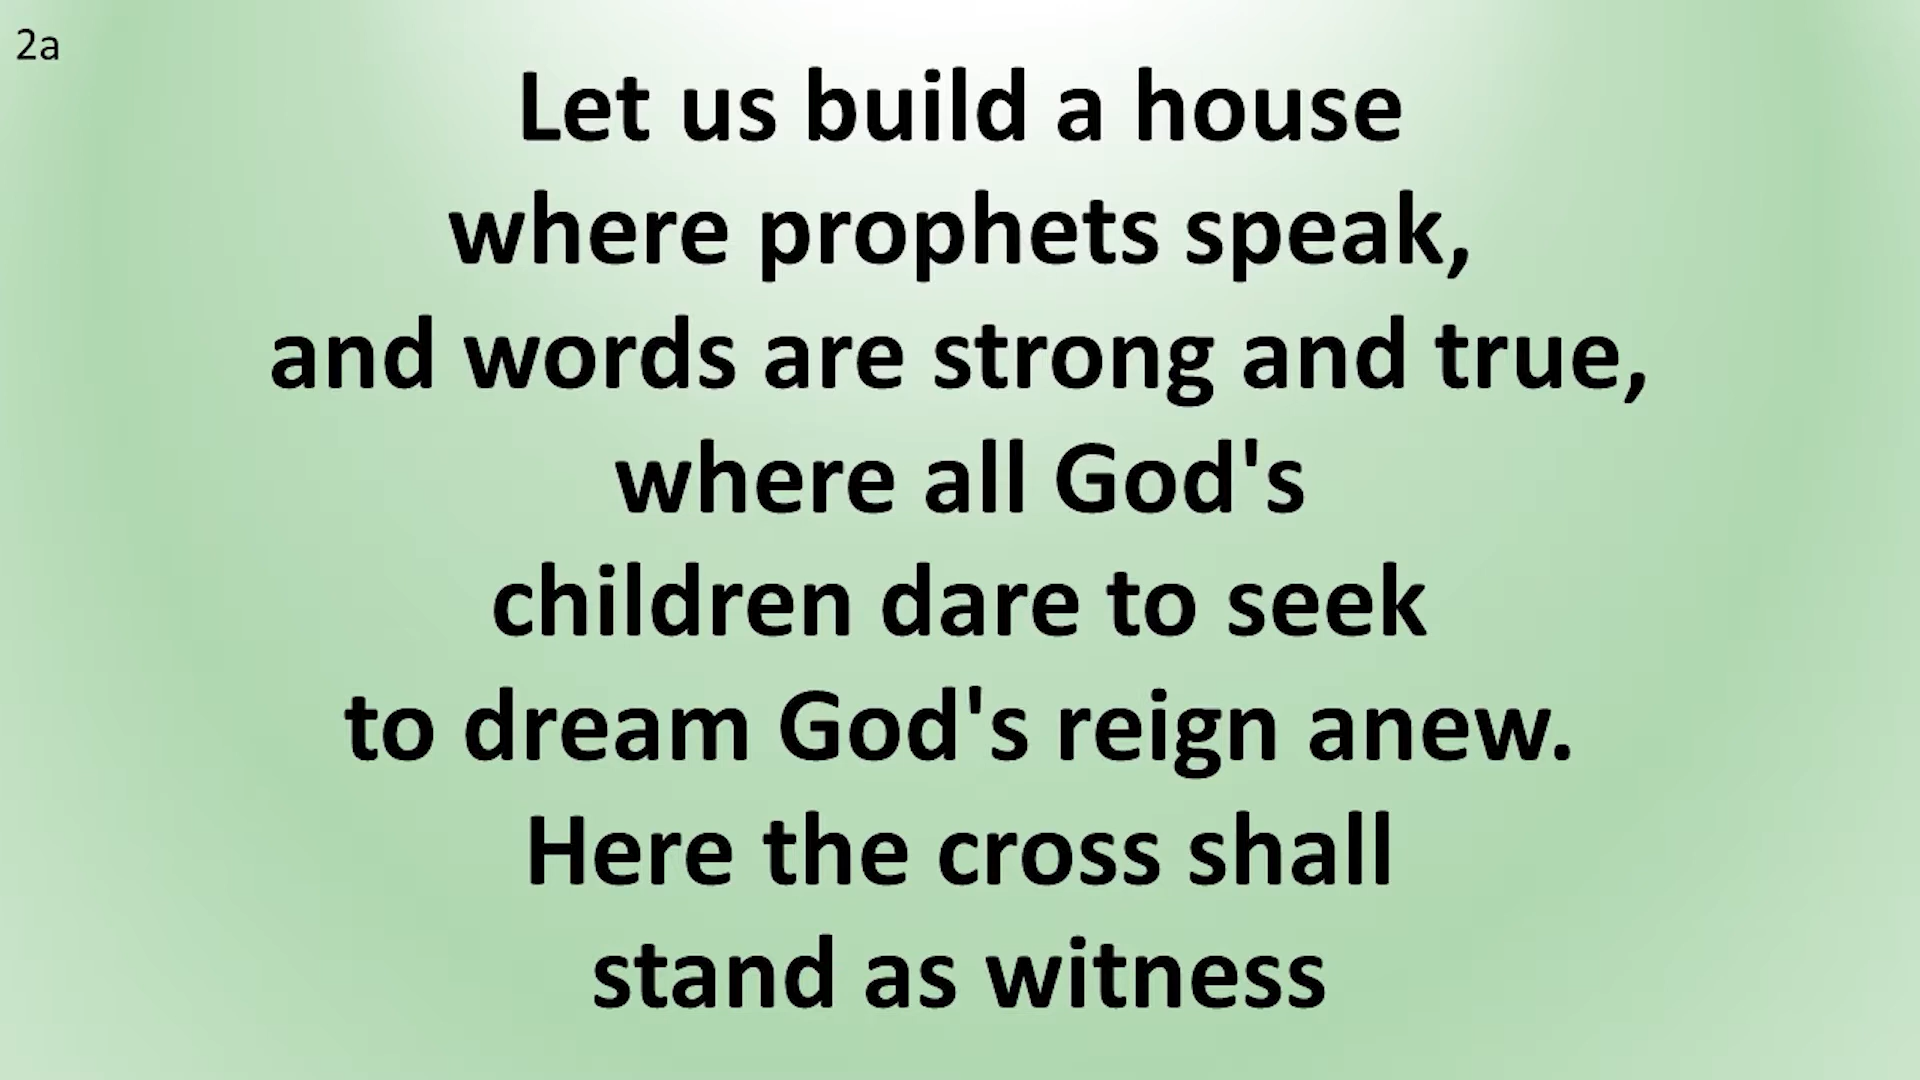 2a
Let us build a house
where prophets speak,
and words are strong and true,
where all God's
children dare to seek
to dream God's reign anew.
Here the cross shall
stand as witness